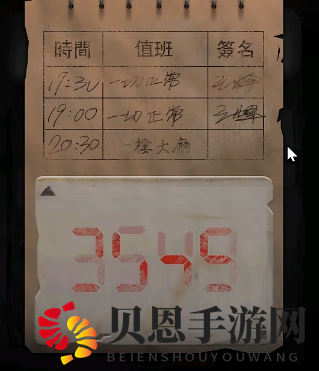 時間 值班 簽名
17:30 一切正常
19:00 一切正常
20:30 一樓大廳
3549
贝恩手游网
BEIENSHOUYOUWANG